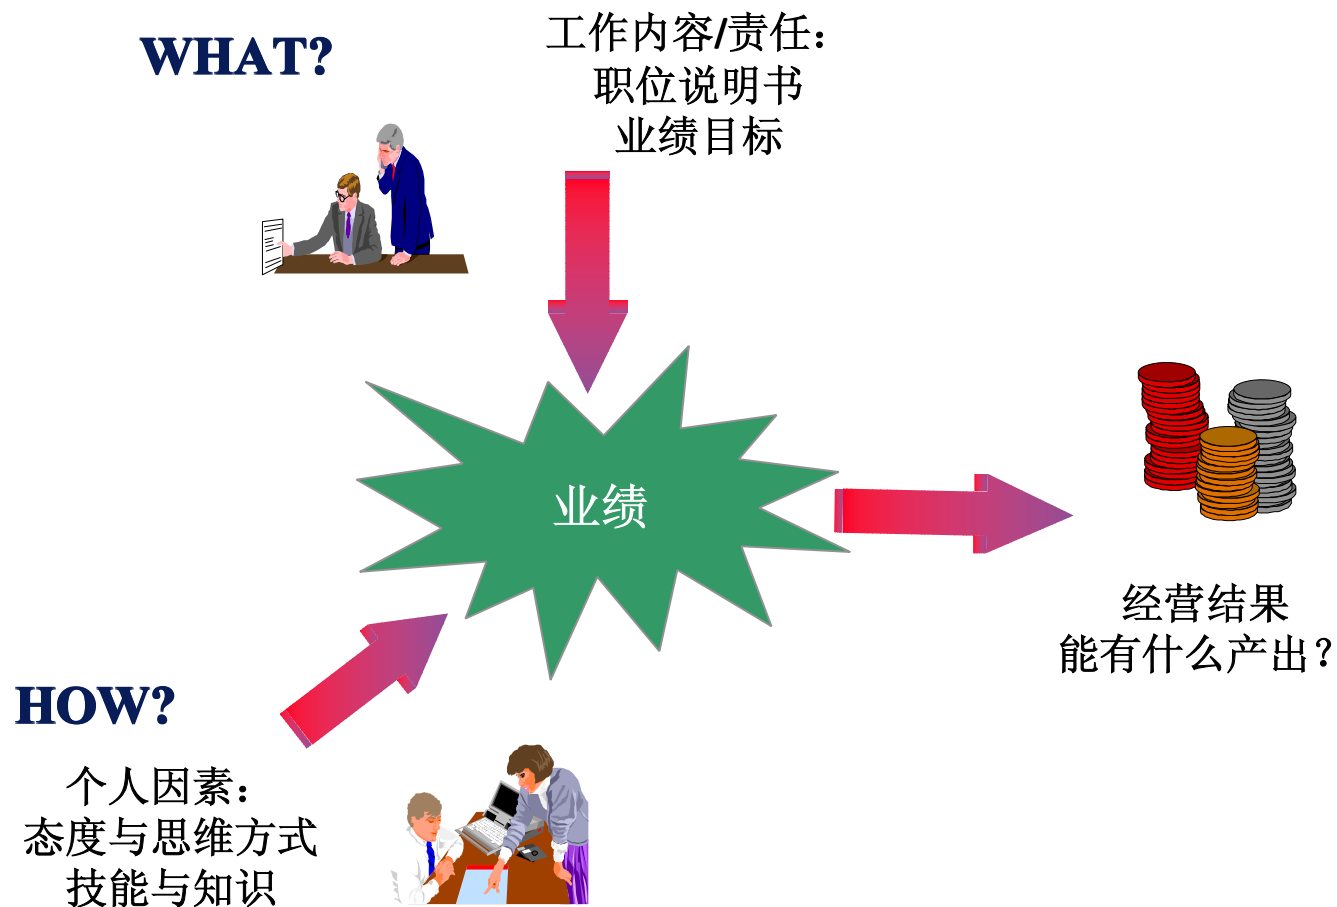 WHAT?
工作内容/责任：
职位说明书
业绩目标
业绩
经营结果
能有什么产出？
HOW?
个人因素：
态度与思维方式
技能与知识